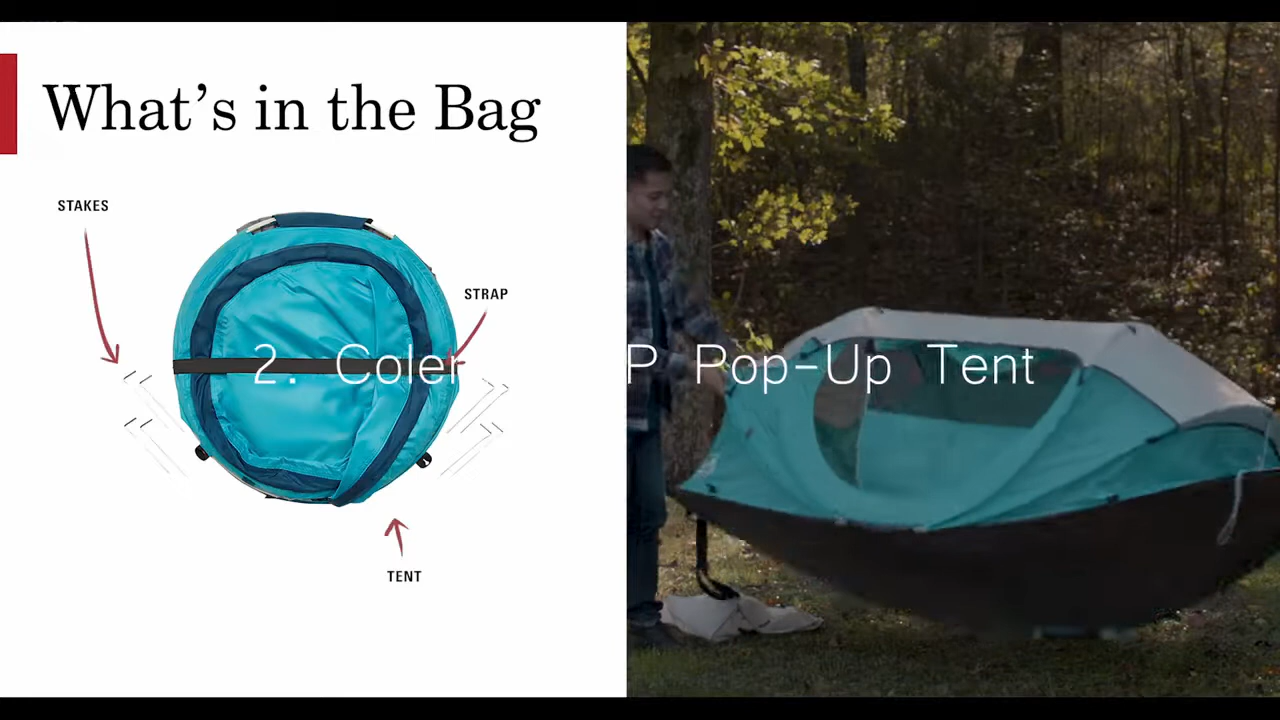 What's in the Bag
STAKES
STRAP
2. Coler P Pop-Up Tent
TENT